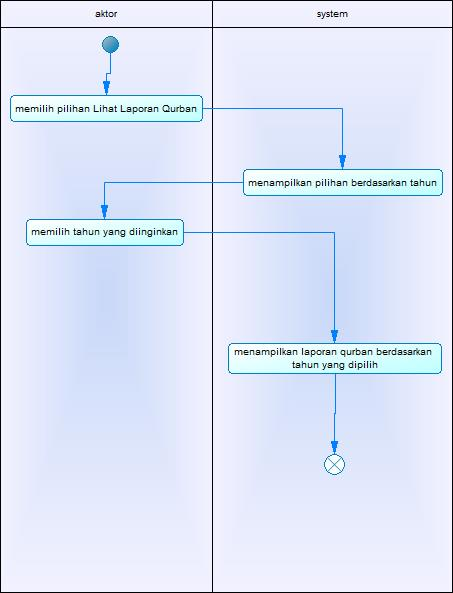 aktor
system
memilih pilihan Lihat Laporan Qurban
menampilkan pilihan berdasarkan tahun
memilih tahun yang diinginkan
menampilkan laporan qurban berdasarkan
tahun yang dipilih